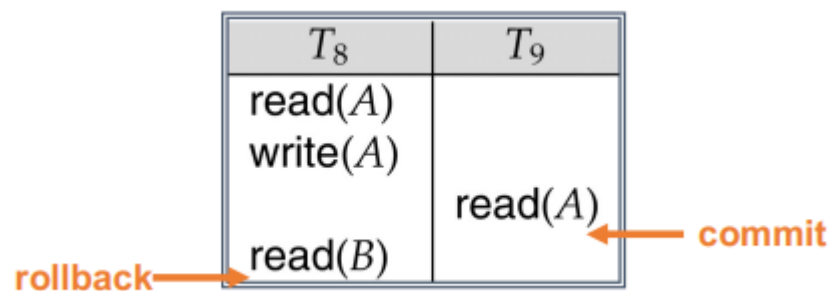 T₈ T₉
read(A)
write(A)
read(A)
commit
read(B)
rollback